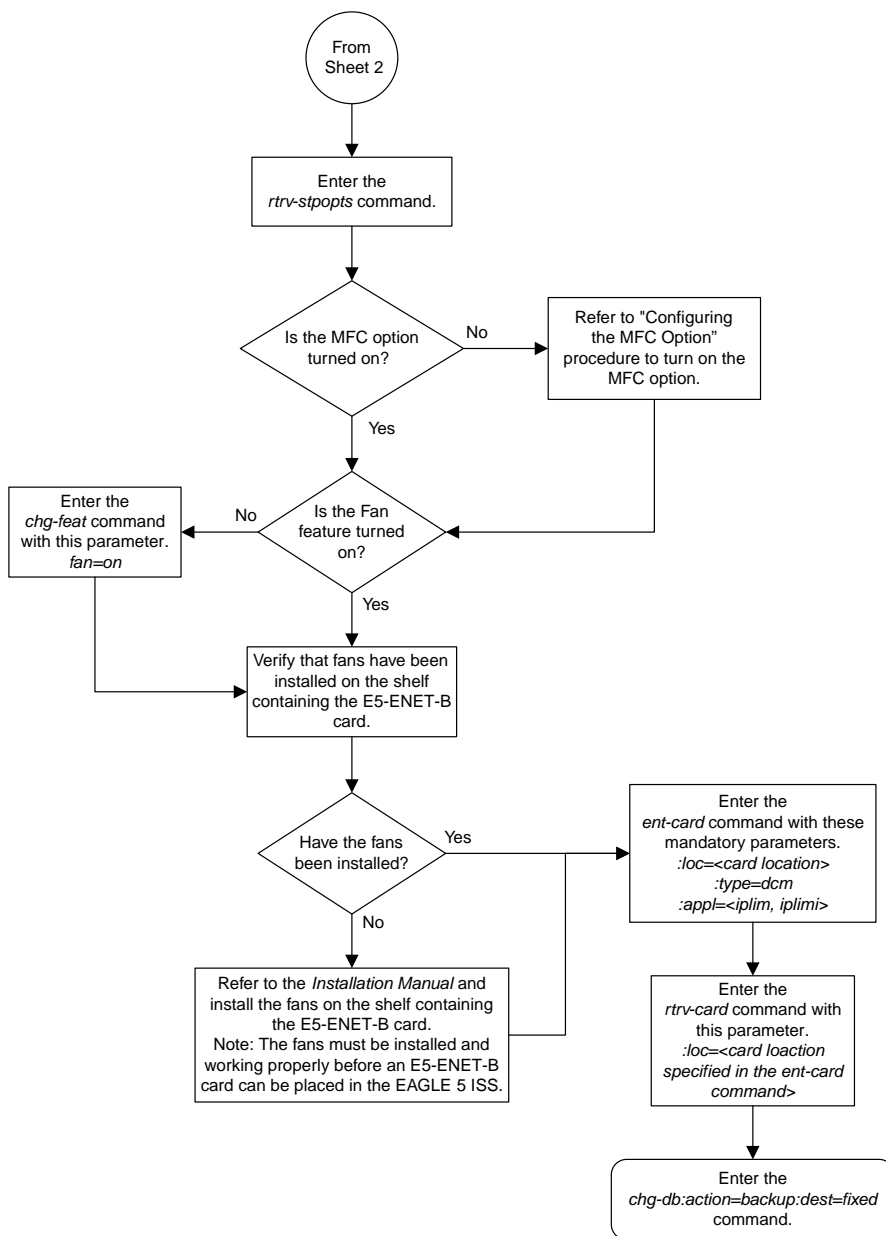 From
Sheet 2
Enter the
rtrv-stpopts command.
Is the MFC option
turned on?
No
Refer to "Configuring
the MFC Option”
procedure to turn on the
MFC option.
Yes
Is the Fan
feature turned
on?
No
Enter the
chg-feat command
with this parameter.
fan=on
Yes
Verify that fans have been
installed on the shelf
containing the E5-ENET-B
card.
Have the fans
been installed?
Yes
No
Refer to the Installation Manual and
install the fans on the shelf containing
the E5-ENET-B card.
Note: The fans must be installed and
working properly before an E5-ENET-B
card can be placed in the EAGLE 5 ISS.
Enter the
ent-card command with these
mandatory parameters.
:loc=<card location>
:type=dcm
:appl=<iplim, iplimi>
Enter the
rtrv-card command with
this parameter.
:loc=<card loaction
specified in the ent-card
command>
Enter the
chg-db:action=backup:dest=fixed
command.